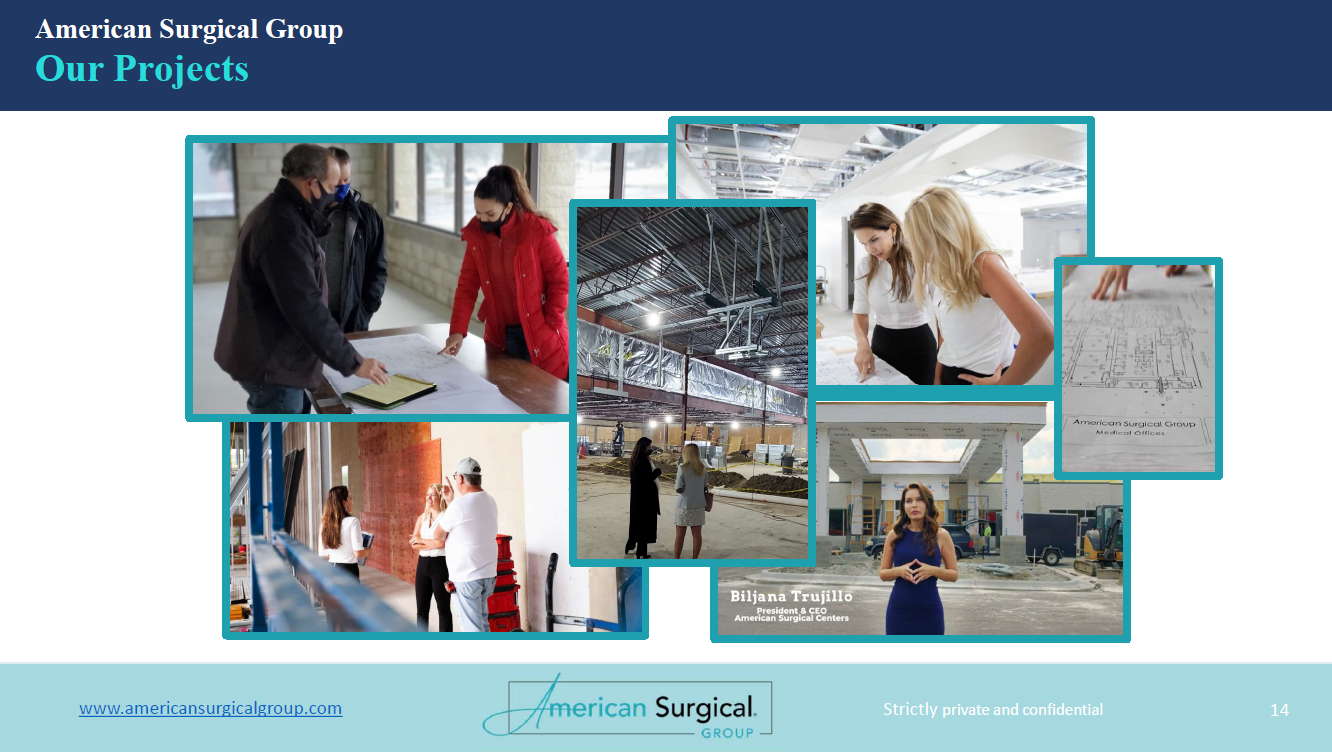 American Surgical Group
Our Projects
American Surgical Group
Medical Offices
Biljana Trujillo
President & CEO
American Surgical Centers
www.americansurgicalgroup.com
American Surgical.
GROUP
Strictly private and confidential
14